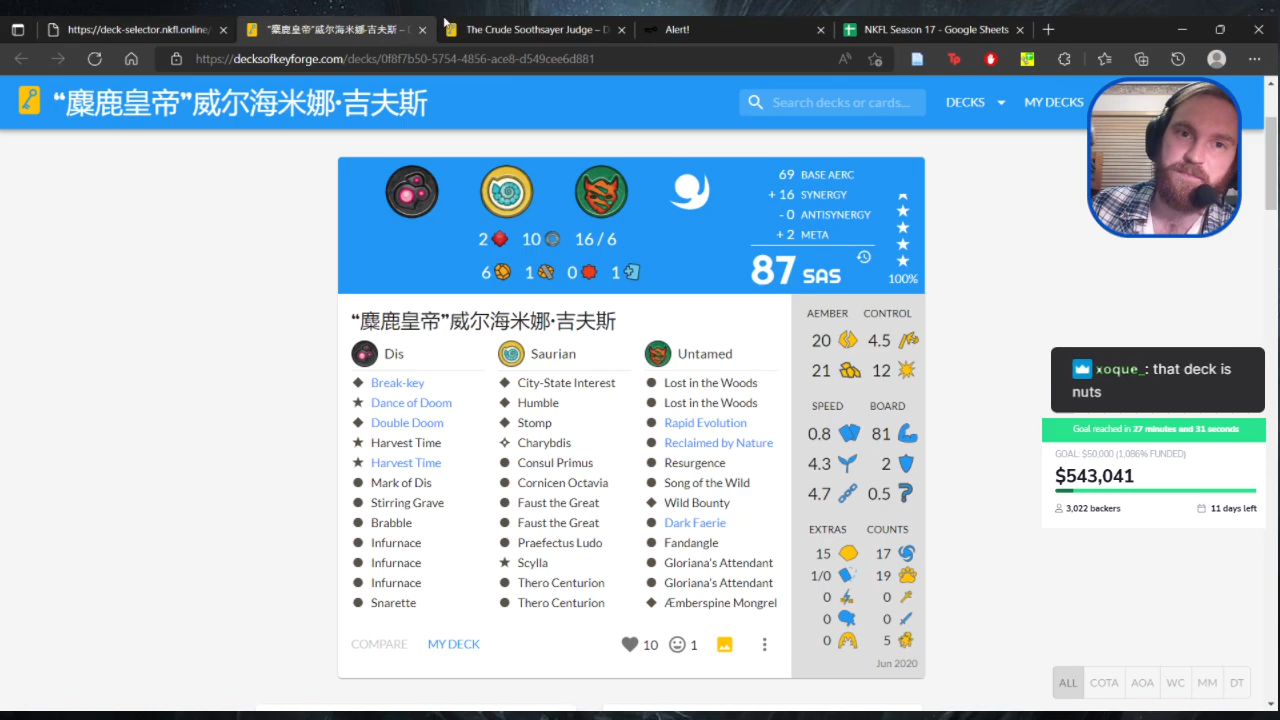 https://deck-selector.nkfl.online/
“麋鹿皇帝”威尔海米娜·吉夫斯 – D
The Crude Soothsayer Judge – D
Alert!
NKFL Season 17 - Google Sheets
https://decksofkeyforge.com/decks/0f8f7b50-5754-4856-ace8-d549cee6d881
“麋鹿皇帝”威尔海米娜·吉夫斯
Search decks or cards...
DECKS
MY DECKS
2 10 16 / 6
6 1 0 1
69 BASE AERC
+ 16 SYNERGY
- 0 ANTISYNERGY
+ 2 META
87 SAS
100%
“麋鹿皇帝”威尔海米娜·吉夫斯
Dis
Break-key
Dance of Doom
Double Doom
Harvest Time
Harvest Time
Mark of Dis
Stirring Grave
Brabble
Infurnace
Infurnace
Infurnace
Snarette
Saurian
City-State Interest
Humble
Stomp
Charybdis
Consul Primus
Cornicen Octavia
Faust the Great
Faust the Great
Praefectus Ludo
Scylla
Thero Centurion
Thero Centurion
Untamed
Lost in the Woods
Lost in the Woods
Rapid Evolution
Reclaimed by Nature
Resurgence
Song of the Wild
Wild Bounty
Dark Faerie
Fandangle
Gloriana's Attendant
Gloriana's Attendant
Æmberspine Mongrel
COMPARE
MY DECK
10
1
AEMBER CONTROL
20 4.5
21 12
SPEED BOARD
0.8 81
4.3 2
4.7 0.5
EXTRAS COUNTS
15 17
1/0 19
0 0
0 0
0 5
Jun 2020
xoque_: that deck is
nuts
Goal reached in 27 minutes and 31 seconds
GOAL: $50,000 (1,086% FUNDED)
$543,041
3,022 backers
11 days left
ALL COTA AOA WC MM DT